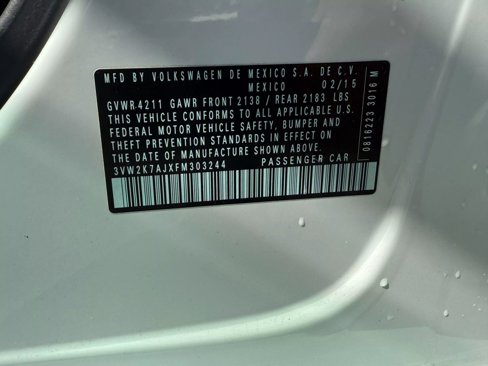 MFD BY VOLKSWAGEN DE MEXICO S.A. DE C.V.
MEXICO 02/15
GVWR.4211 GAWR FRONT 2138 / REAR 2183 LBS
THIS VEHICLE CONFORMS TO ALL APPLICABLE U.S.
FEDERAL MOTOR VEHICLE SAFETY, BUMPER AND
THEFT PREVENTION STANDARDS IN EFFECT ON
THE DATE OF MANUFACTURE SHOWN ABOVE.
3VW2K7AJXFM303244 PASSENGER CAR
0816223 3016 M